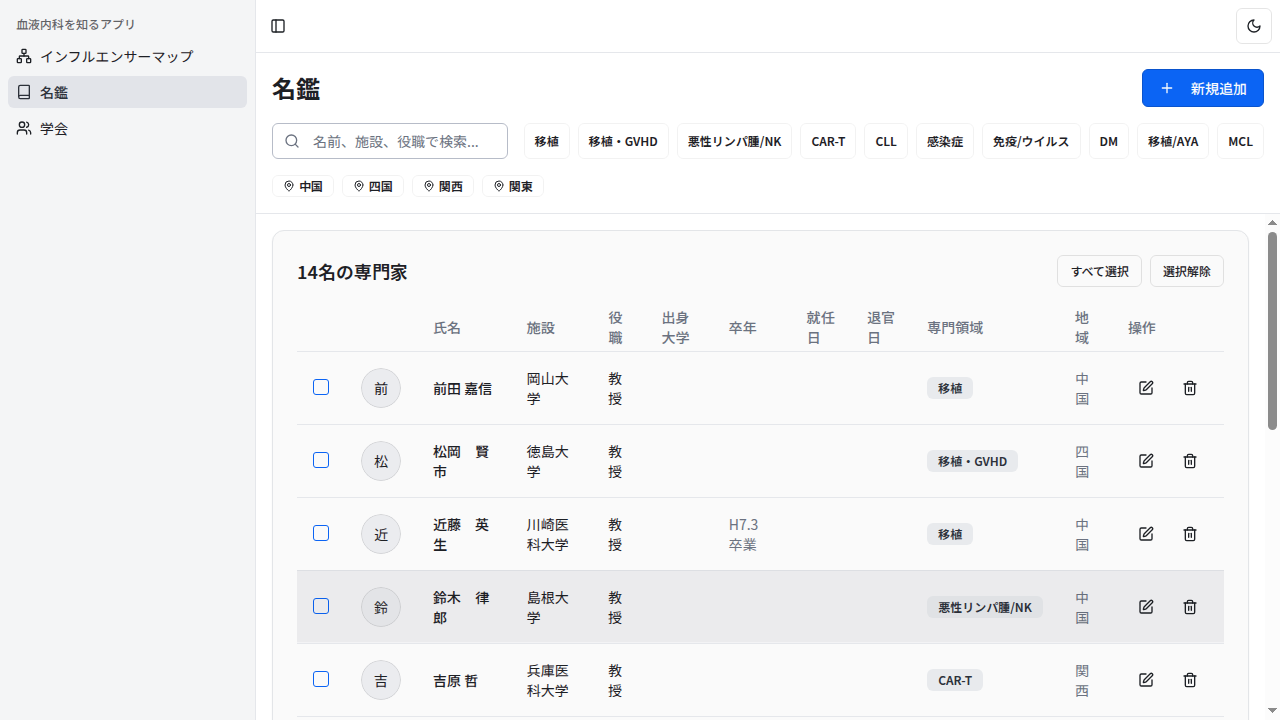 血液内科を知るアプリ
インフルエンサーマップ
名鑑
学会
名鑑
新規追加
名前、施設、役職で検索...
移植
移植・GVHD
悪性リンパ腫/NK
CAR-T
CLL
感染症
免疫/ウイルス
DM
移植/AYA
MCL
中国
四国
関西
関東
14名の専門家
すべて選択
選択解除
氏名
施設
役
職
出身
大学
卒年
就任
日
退官
日
専門領域
地
域
操作
前
前田 嘉信
岡山大
学
教
授
移植
中
国
松
松岡　賢
市
徳島大
学
教
授
移植・GVHD
四
国
近
近藤　英
生
川崎医
科大学
教
授
H7.3
卒業
移植
中
国
鈴
鈴木　律
郎
島根大
学
教
授
悪性リンパ腫/NK
中
国
吉
吉原 哲
兵庫医
科大学
教
授
CAR-T
関
西